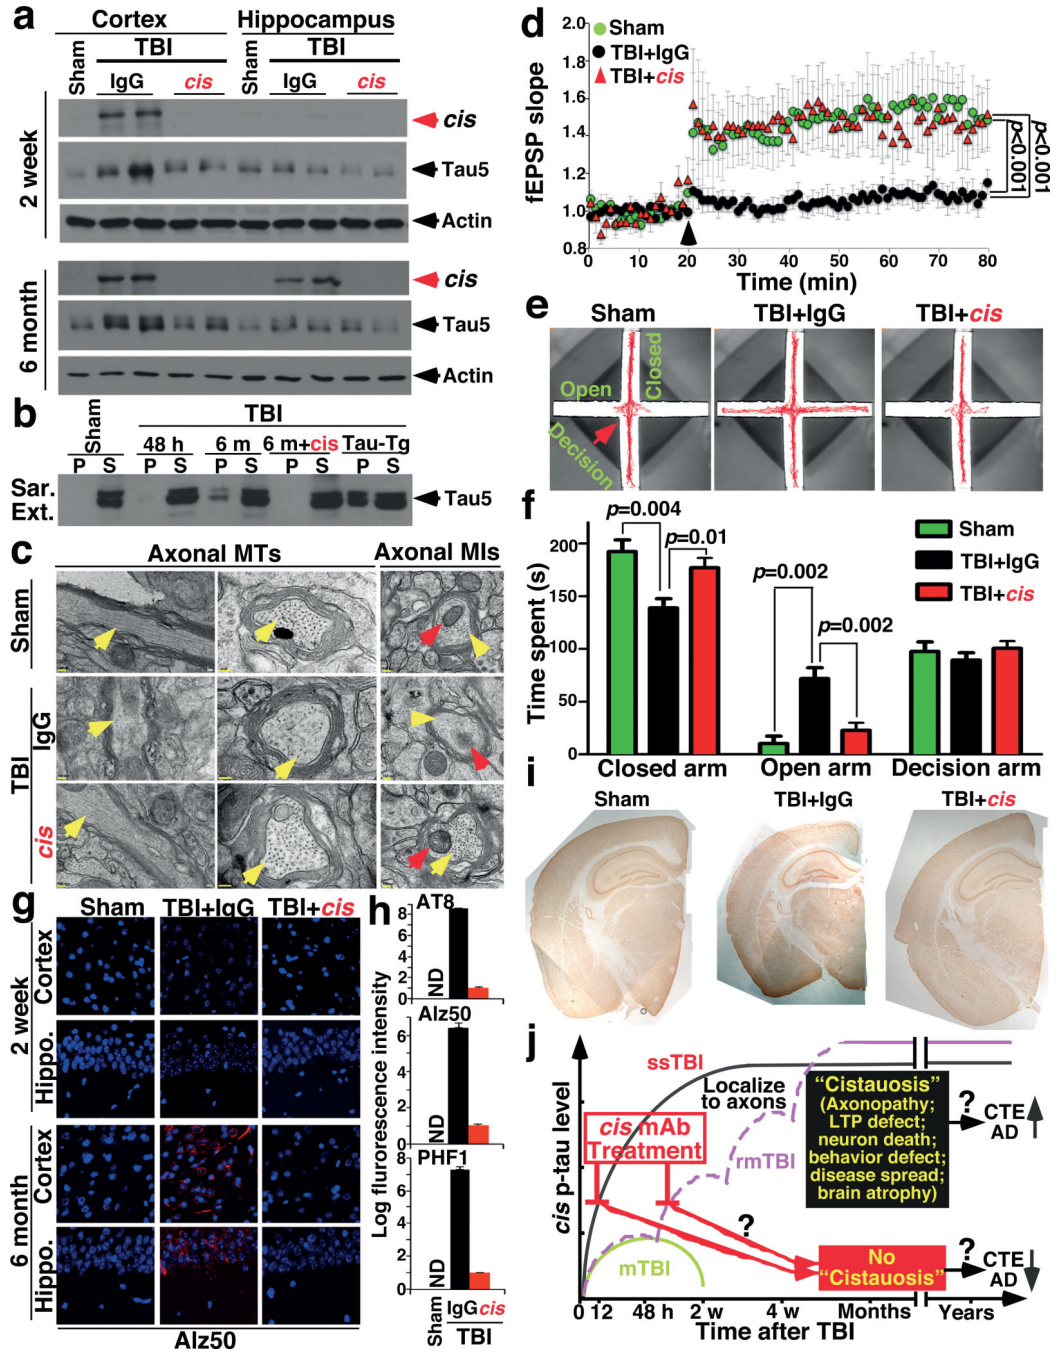 a
Cortex Hippocampus
TBI TBI
Sham IgG cis Sham IgG cis
2 week
cis
Tau5
Actin
6 month
cis
Tau5
Actin
b
Sham
TBI
48 h 6 m 6 m+cis Tau-Tg
P S P S P S P S P S
Sar.
Ext.
Tau5
c
Axonal MTs Axonal MIs
Sham
TBI
IgG
cis
d
Sham
TBI+IgG
TBI+cis
fEPSP slope
2.0
1.8
1.6
1.4
1.2
1.0
0.8
p<0.001
p<0.001
0 10 20 30 40 50 60 70 80
Time (min)
e
Sham TBI+IgG TBI+cis
Open
Closed
Decision
f
Time spent (s)
200
150
100
50
0
p=0.004
p=0.01
p=0.002
p=0.002
Sham
TBI+IgG
TBI+cis
Closed arm Open arm Decision arm
g
Sham TBI+IgG TBI+cis
2 week
Cortex
Hippo.
6 month
Cortex
Hippo.
Alz50
h
Log flurorescence intensity
AT8
8
6
4
2
0
ND
Alz50
6
4
2
0
ND
PHF1
8
6
4
2
0
ND
Sham IgG cis
TBI
i
Sham TBI+IgG TBI+cis
j
cis p-tau level
ssTBI
Localize
to axons
cis mAb
Treatment
rmTBI
mTBI
?
"Cistauosis"
(Axonopathy;
LTP defect;
neuron death;
behavior defect;
disease spread;
brain atrophy)
?
CTE
AD
No
"Cistauosis"
?
CTE
AD
0 12 48 h 2 w 4 w Months Years
Time after TBI